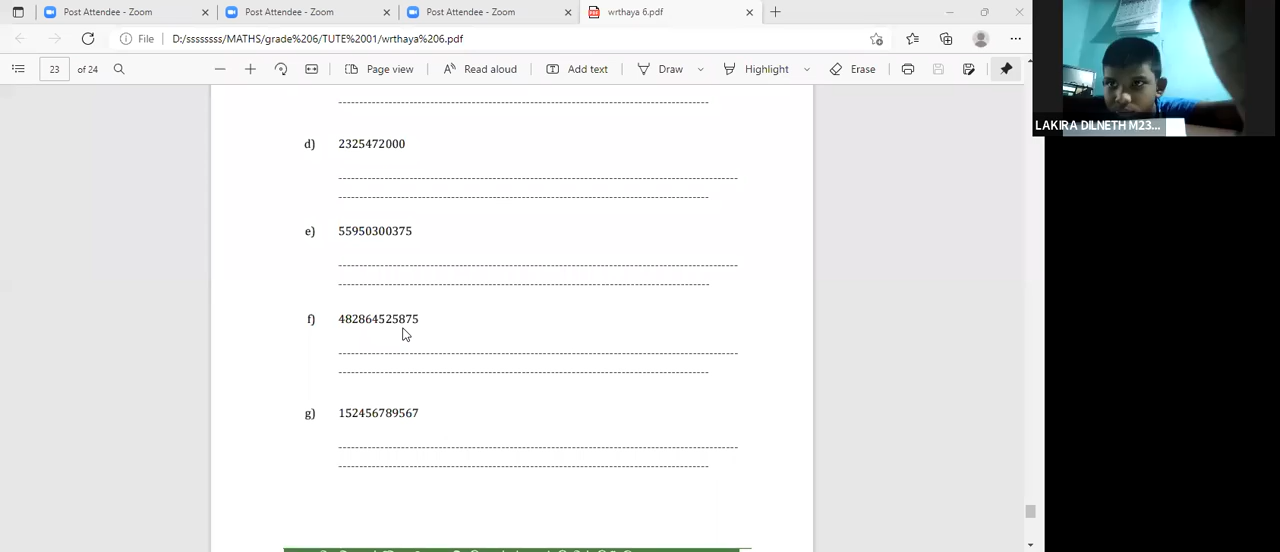 Post Attendee - Zoom
Post Attendee - Zoom
Post Attendee - Zoom
wrthaya 6.pdf
File
D:/ssssssss/MATHS/grade%206/TUTE%2001/wrthaya%206.pdf
23 of 24
Page view
Read aloud
Add text
Draw
Highlight
Erase
LAKIRA DILNETH M23...
d) 2325472000
e) 55950300375
f) 482864525875
g) 152456789567